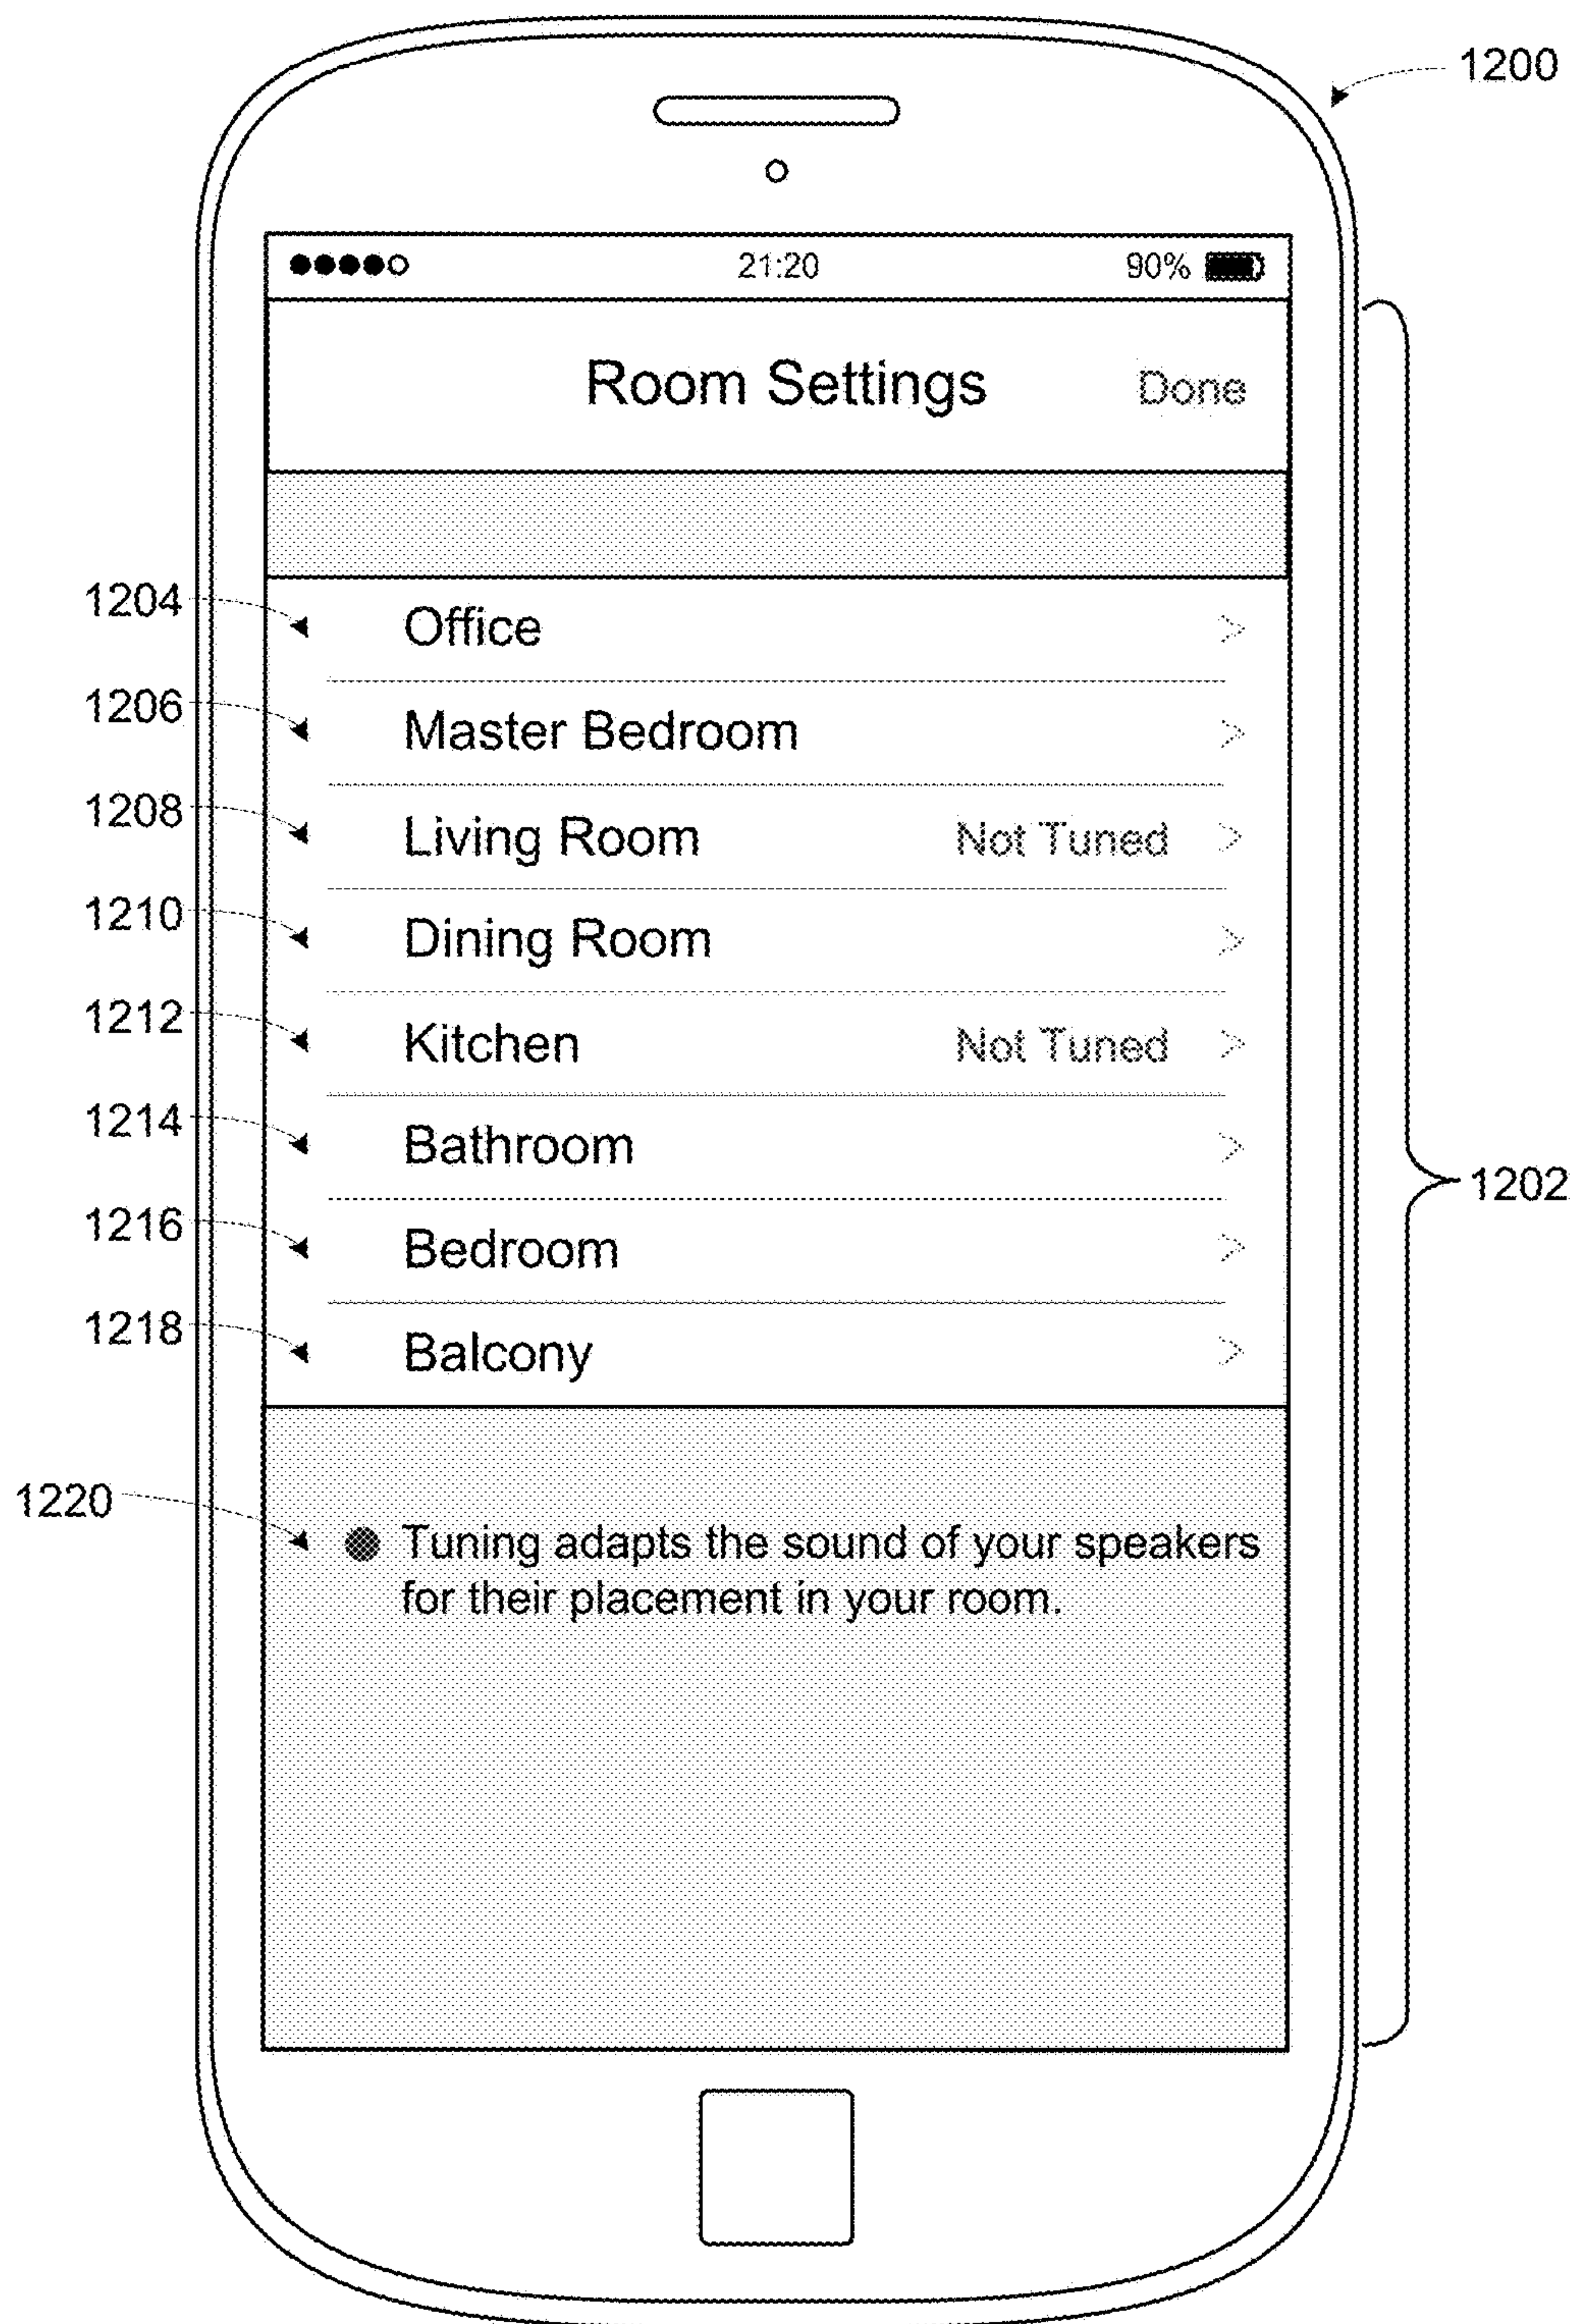 1200
21:20 90%
Room Settings Done
1204 Office >
1206 Master Bedroom >
1208 Living Room Not Tuned >
1210 Dining Room >
1212 Kitchen Not Tuned >
1214 Bathroom >
1202
1216 Bedroom >
1218 Balcony >
1220 Tuning adapts the sound of your speakers
for their placement in your room.